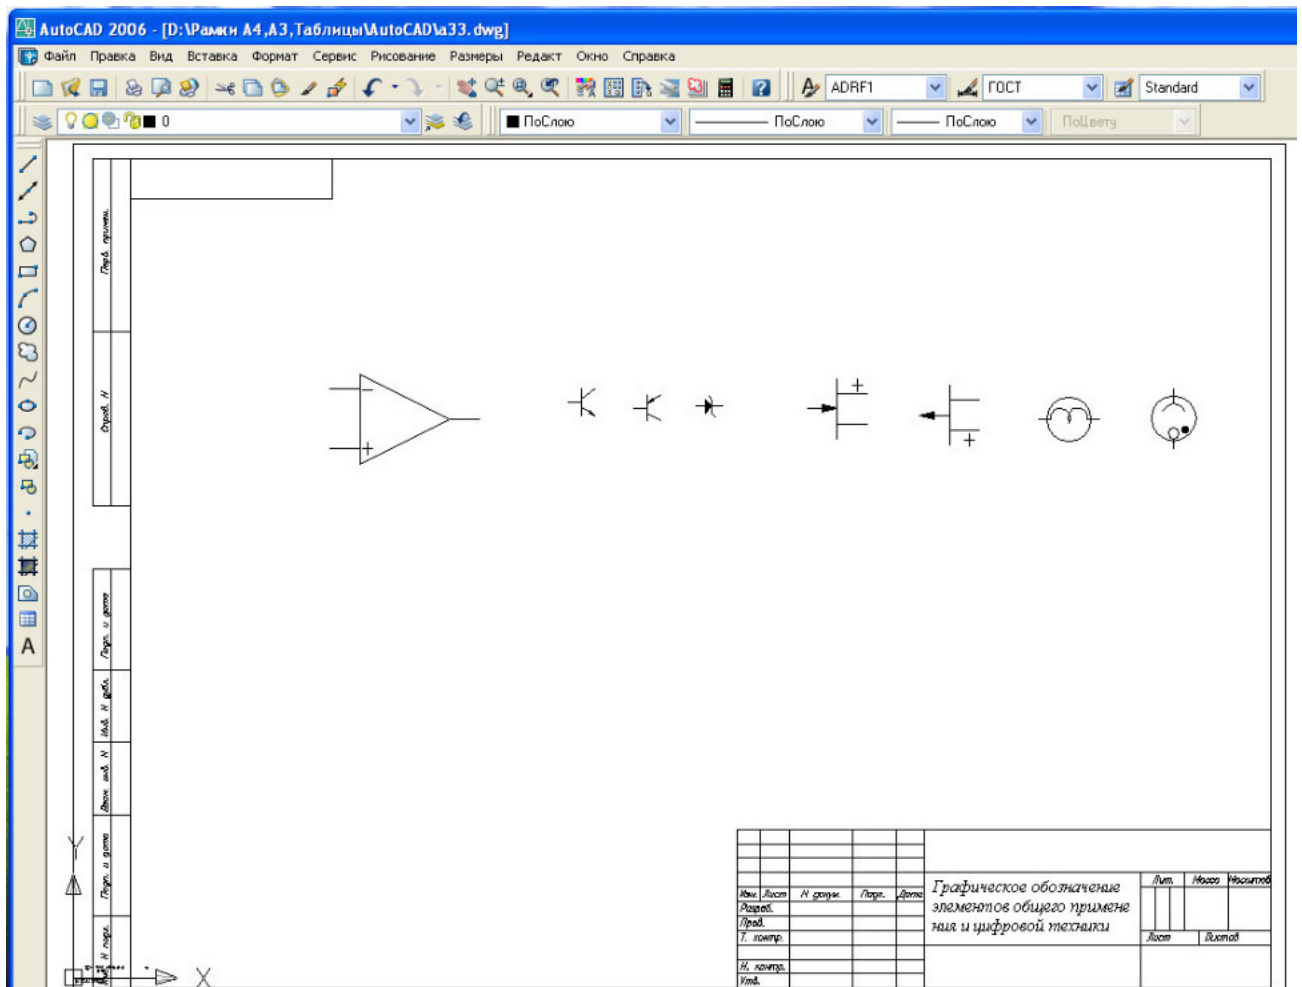 AutoCAD 2006 - [D:\Рамки А4,А3,Таблицы\AutoCAD\a33.dwg]
Файл Правка Вид Вставка Формат Сервис Рисование Размеры Редакт Окно Справка
ADRF1 ГОСТ Standard
0 ПоСлою ПоСлою ПоСлою ПоЦвету
Перв. примен.
Справ. N
Подп. и дата
Инв. N дубл.
Взам. инв. N
Подп. и дата
Инв. N подл.
A
Y
X
Изм. Лист N докум. Подп. Дата
Разраб.
Пров.
Т. контр.
Н. контр.
Утв.
Графическое обозначение
элементов общего примене
ния и цифровой техники
Лит. Масса Масштаб
Лист Листов